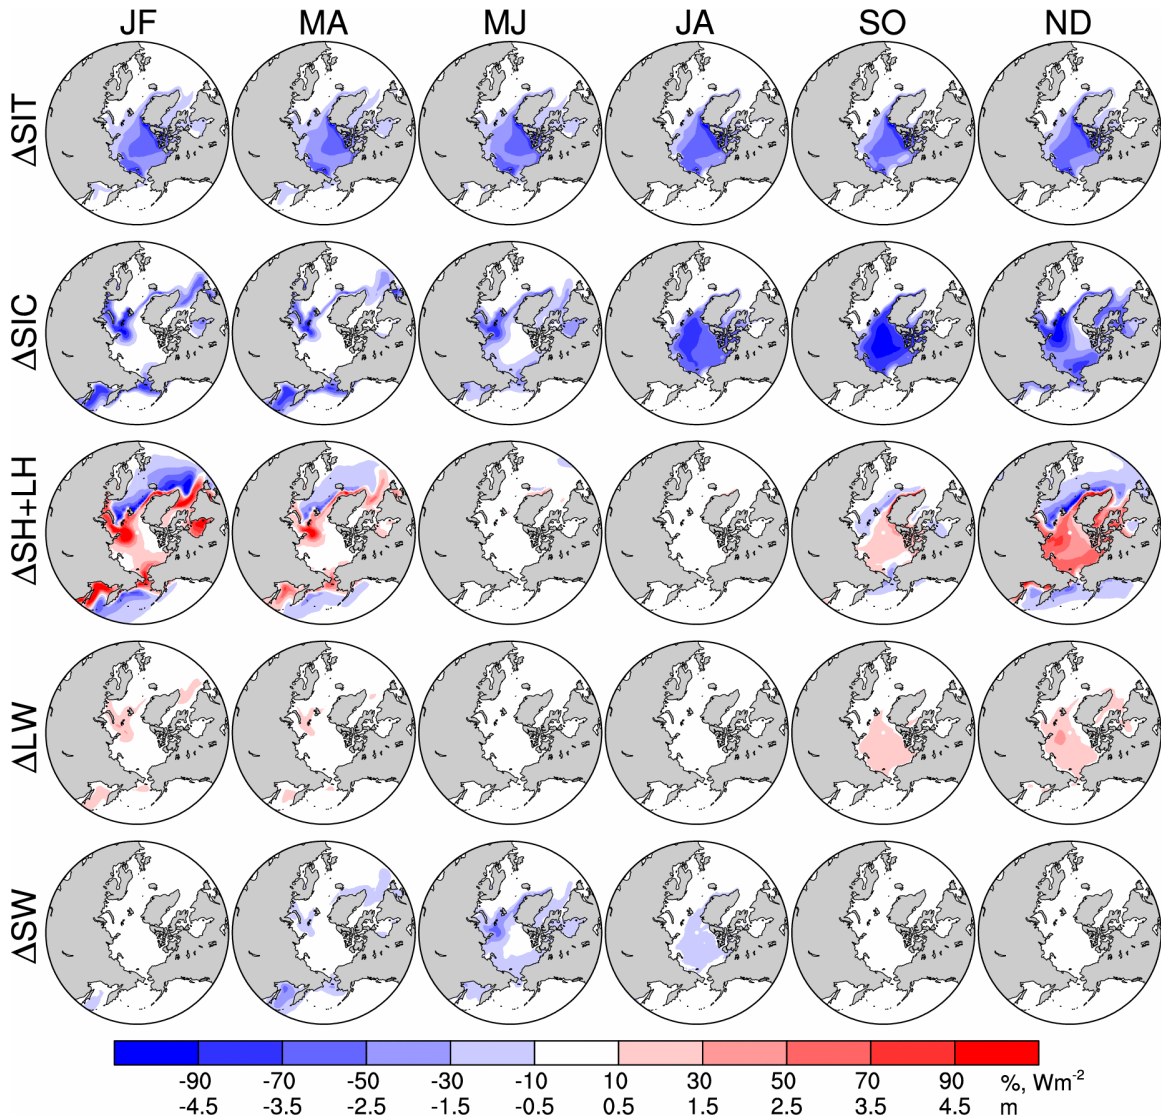 JF MA MJ JA SO ND
ΔSIT
ΔSIC
ΔSH+LH
ΔLW
ΔSW
-90 -70 -50 -30 -10 10 30 50 70 90 %, Wm⁻²
-4.5 -3.5 -2.5 -1.5 -0.5 0.5 1.5 2.5 3.5 4.5 m